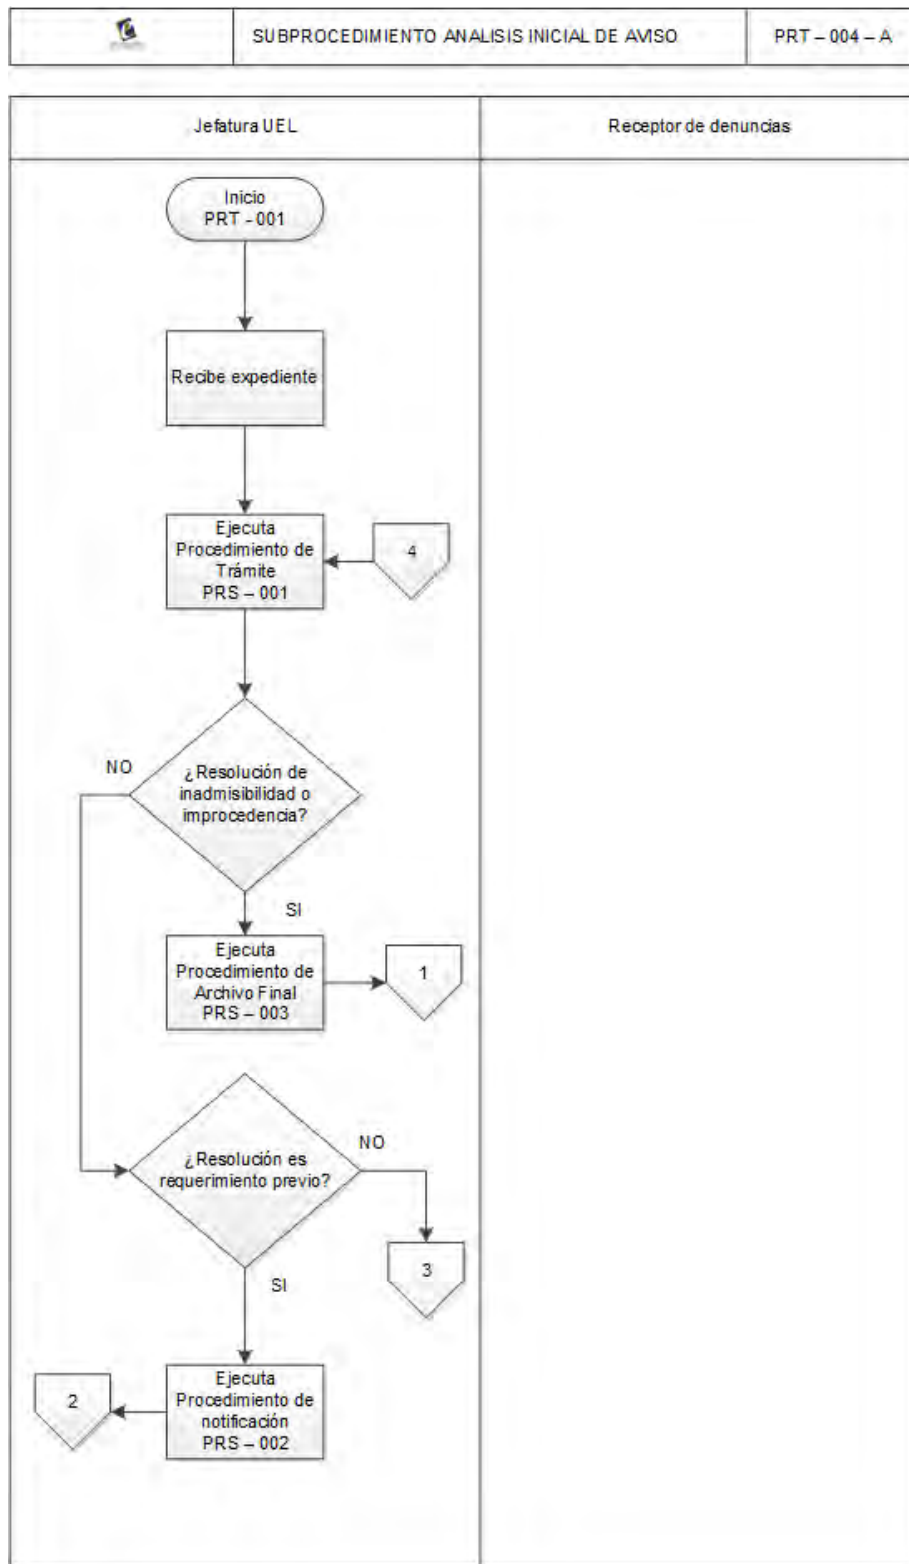 SUBPROCEDIMIENTO ANALISIS INICIAL DE AVISO
PRT – 004 – A
Jefatura UEL
Receptor de denuncias
Inicio
PRT - 001
Recibe expediente
Ejecuta
Procedimiento de
Trámite
PRS – 001
4
NO
¿Resolución de
inadmisibilidad o
improcedencia?
SI
Ejecuta
Procedimiento de
Archivo Final
PRS – 003
1
¿Resolución es
requerimiento previo?
NO
3
SI
Ejecuta
Procedimiento de
notificación
PRS – 002
2